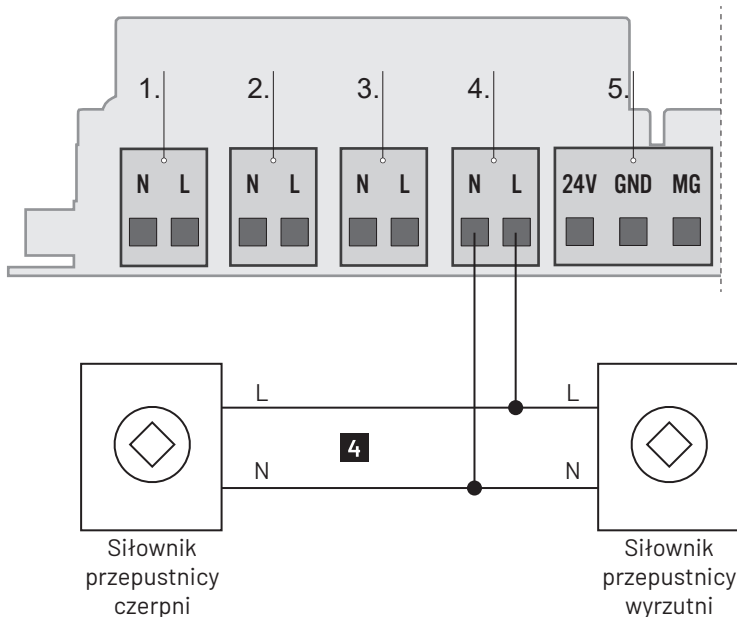 1. 2. 3. 4. 5.
N L N L N L N L 24V GND MG
L L
4
N N
Siłownik
przepustnicy
czerpni
Siłownik
przepustnicy
wyrzutni